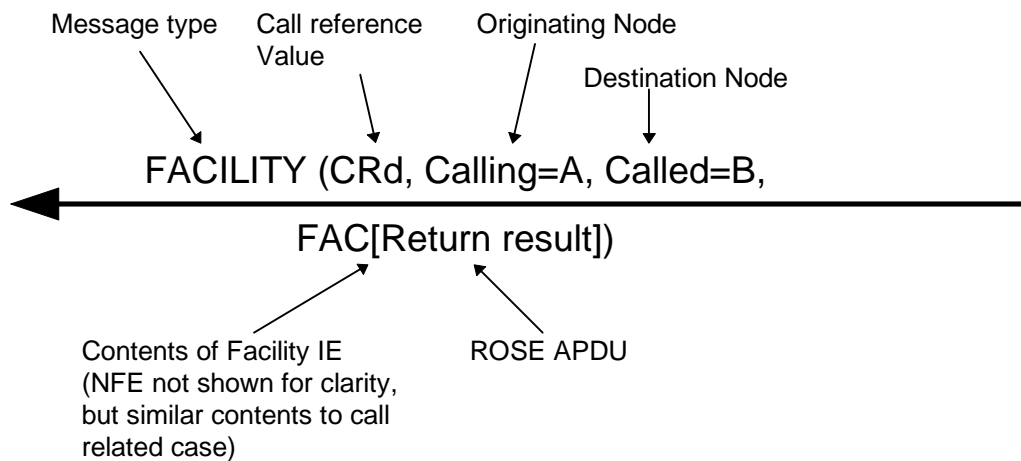 Message type
Call reference
Value
Originating Node
Destination Node
FACILITY (CRd, Calling=A, Called=B,
FAC[Return result])
Contents of Facility IE
(NFE not shown for clarity,
but similar contents to call
related case)
ROSE APDU